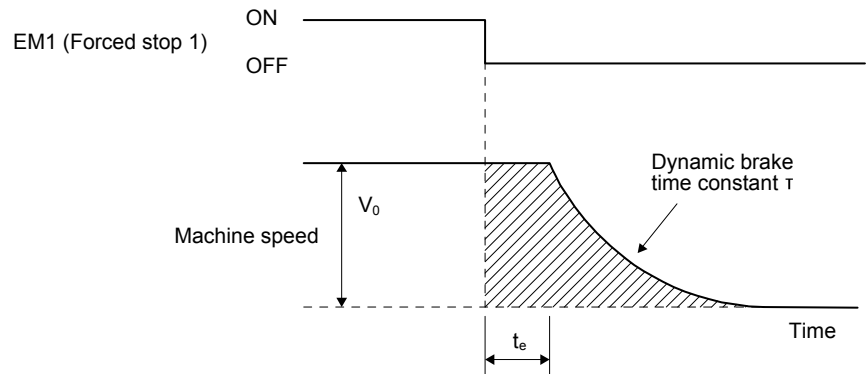 ON
EM1 (Forced stop 1)
OFF
Dynamic brake
time constant τ
V₀
Machine speed
Time
tₑ